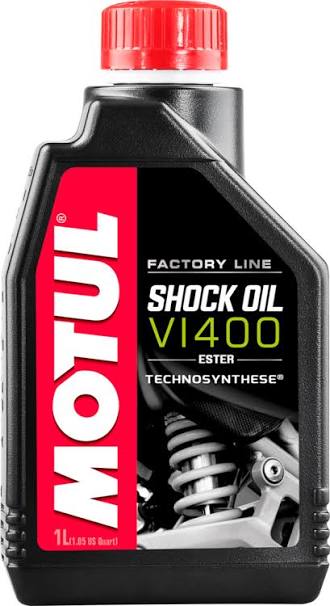 MOTUL®
FACTORY LINE
SHOCK OIL
VI400
ESTER
TECHNOSYNTHESE®
1L(1.05 US Quart)